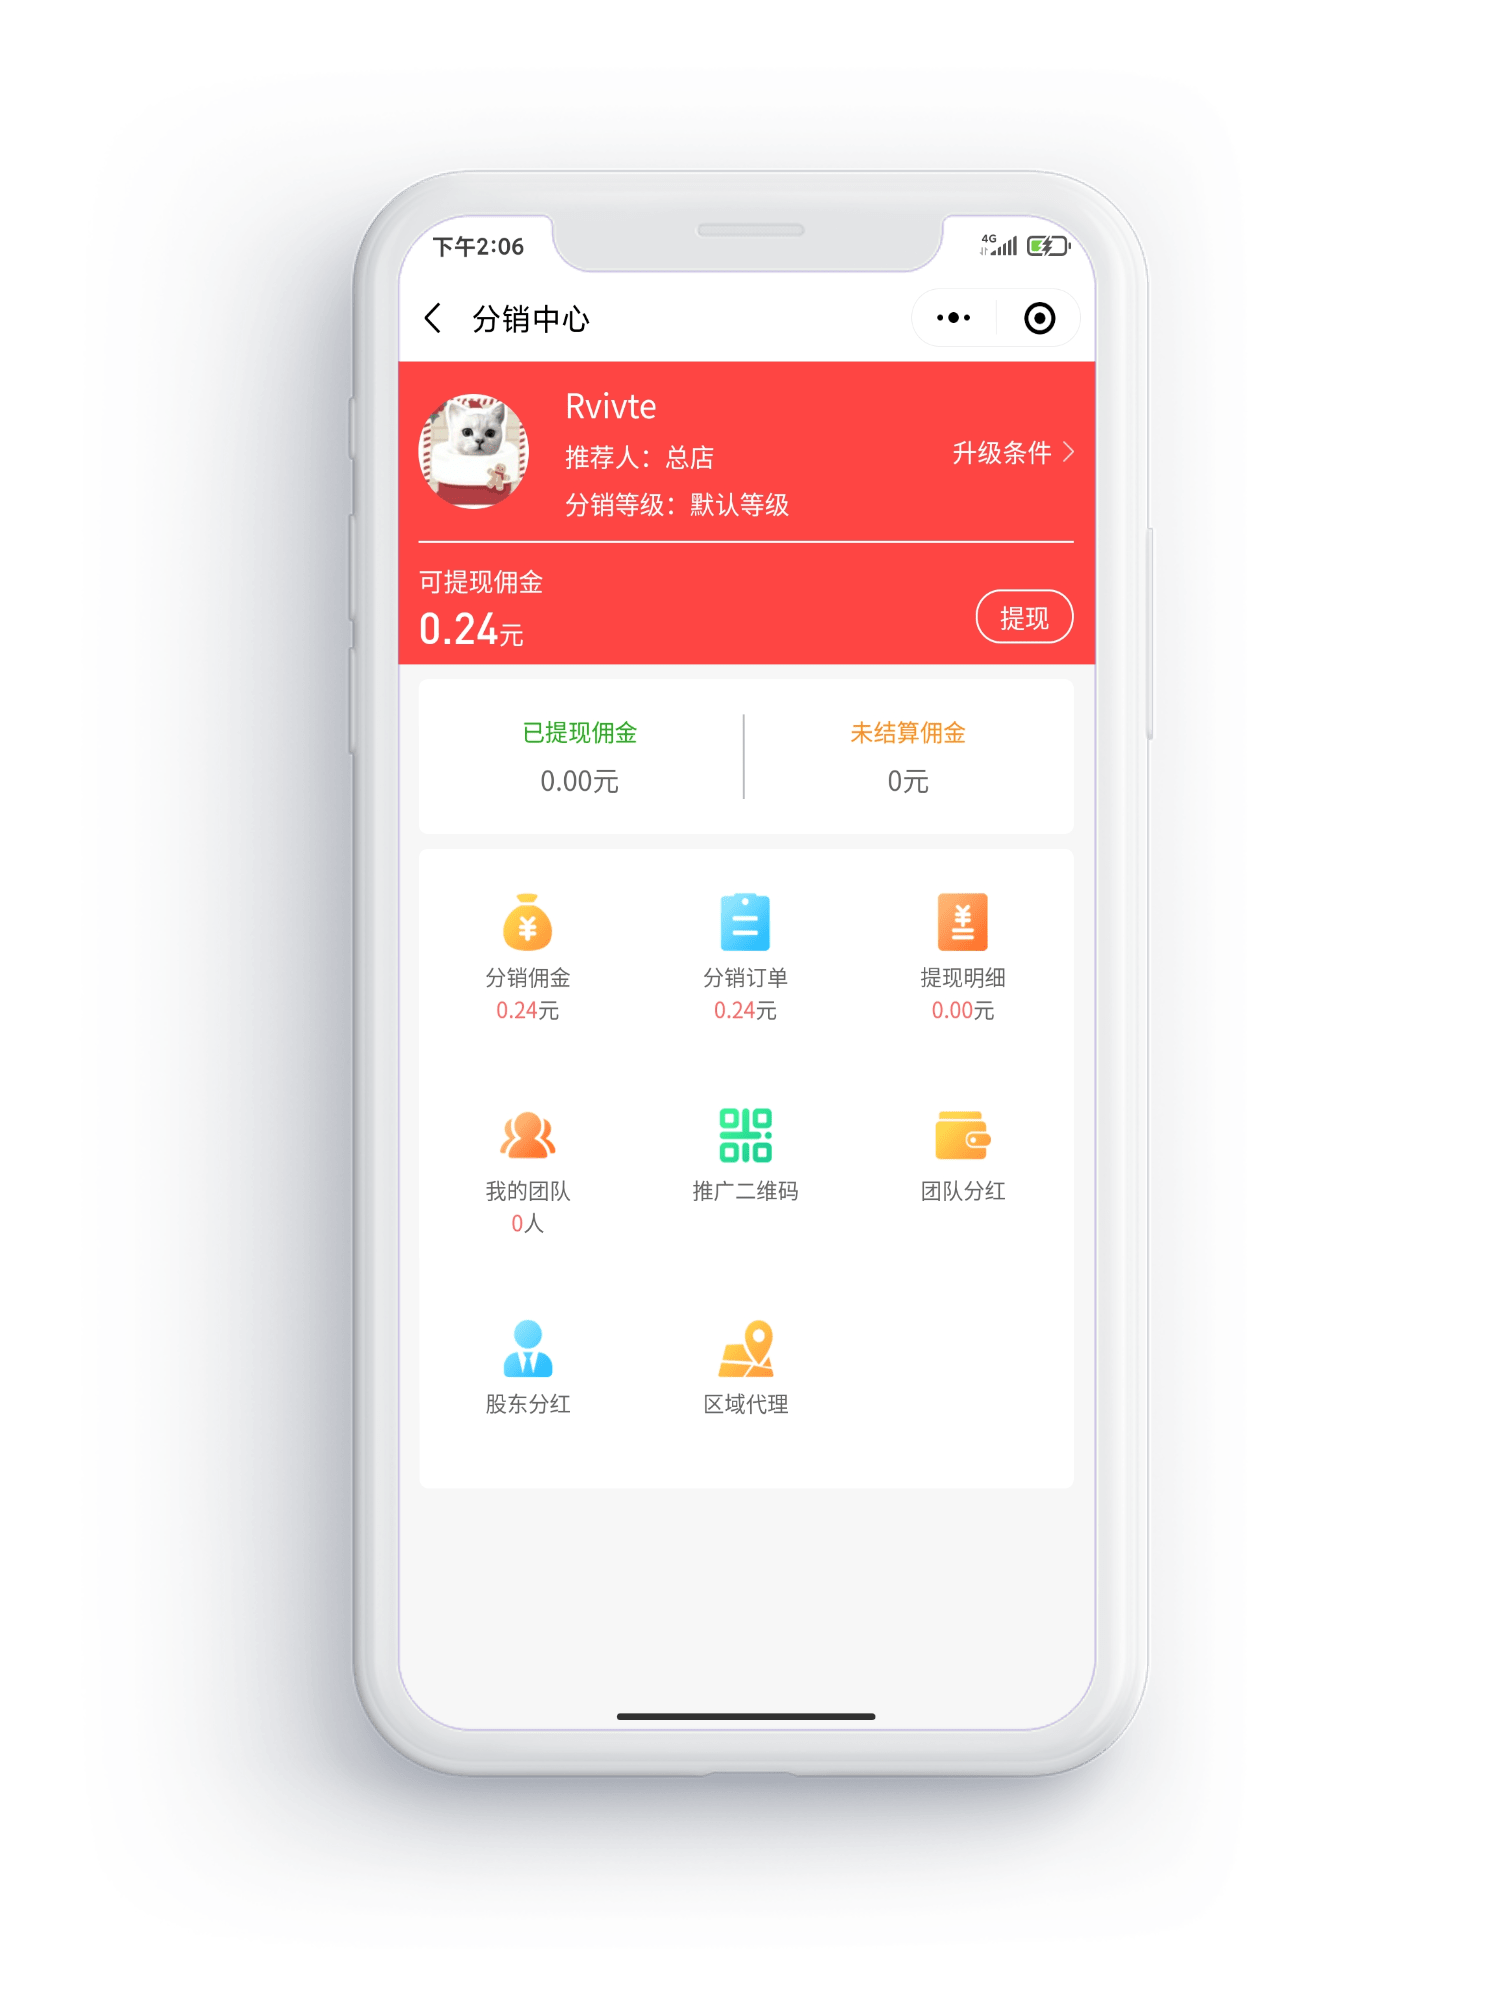 下午2:06
4G
分销中心
Rvivte
推荐人：总店
升级条件
分销等级：默认等级
可提现佣金
0.24元
提现
已提现佣金
未结算佣金
0.00元
0元
分销佣金
分销订单
提现明细
0.24元
0.24元
0.00元
我的团队
推广二维码
团队分红
0人
股东分红
区域代理